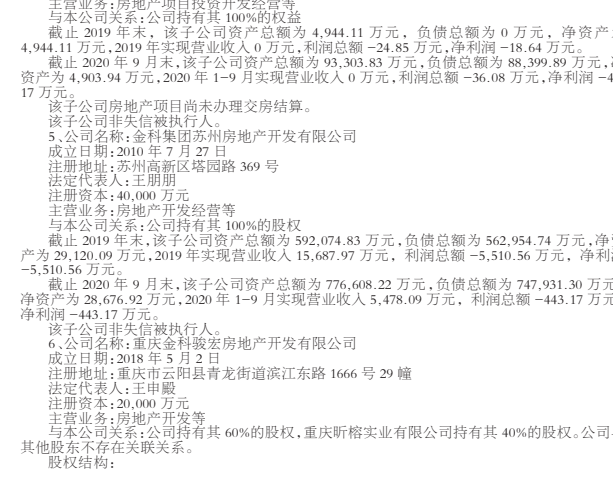 主营业务:房地产项目投资开发经营等
与本公司关系:公司持有其 100%的权益
截止 2019 年末，该子公司资产总额为 4,944.11 万元，负债总额为 0 万元，净资产
4,944.11 万元,2019 年实现营业收入 0 万元,利润总额 -24.85 万元,净利润 -18.64 万元。
截止 2020 年 9 月末,该子公司资产总额为 93,303.83 万元,负债总额为 88,399.89 万元,
资产为 4,903.94 万元,2020 年 1-9 月实现营业收入 0 万元,利润总额 -36.08 万元,净利润 -4
17 万元。
该子公司房地产项目尚未办理交房结算。
该子公司非失信被执行人。
5、公司名称:金科集团苏州房地产开发有限公司
成立日期:2010 年 7 月 27 日
注册地址:苏州高新区塔园路 369 号
法定代表人:王朋朋
注册资本:40,000 万元
主营业务:房地产开发经营等
与本公司关系:公司持有其 100%的股权
截止 2019 年末,该子公司资产总额为 592,074.83 万元,负债总额为 562,954.74 万元,净
产为 29,120.09 万元,2019 年实现营业收入 15,687.97 万元，利润总额 -5,510.56 万元，净利
-5,510.56 万元。
截止 2020 年 9 月末,该子公司资产总额为 776,608.22 万元,负债总额为 747,931.30 万元
净资产为 28,676.92 万元,2020 年 1-9 月实现营业收入 5,478.09 万元，利润总额 -443.17 万元
净利润 -443.17 万元。
该子公司非失信被执行人。
6、公司名称:重庆金科骏宏房地产开发有限公司
成立日期:2018 年 5 月 2 日
注册地址:重庆市云阳县青龙街道滨江东路 1666 号 29 幢
法定代表人:王申殿
注册资本:20,000 万元
主营业务:房地产开发等
与本公司关系:公司持有其 60%的股权,重庆昕榕实业有限公司持有其 40%的股权。公司
其他股东不存在关联关系。
股权结构: